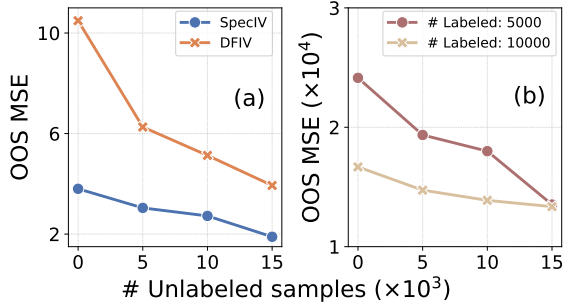 OOS MSE
10
6
2
SpecIV
DFIV
(a)
0 5 10 15
OOS MSE (×10⁴)
3
2
1
# Labeled: 5000
# Labeled: 10000
(b)
0 5 10 15
# Unlabeled samples (×10³)